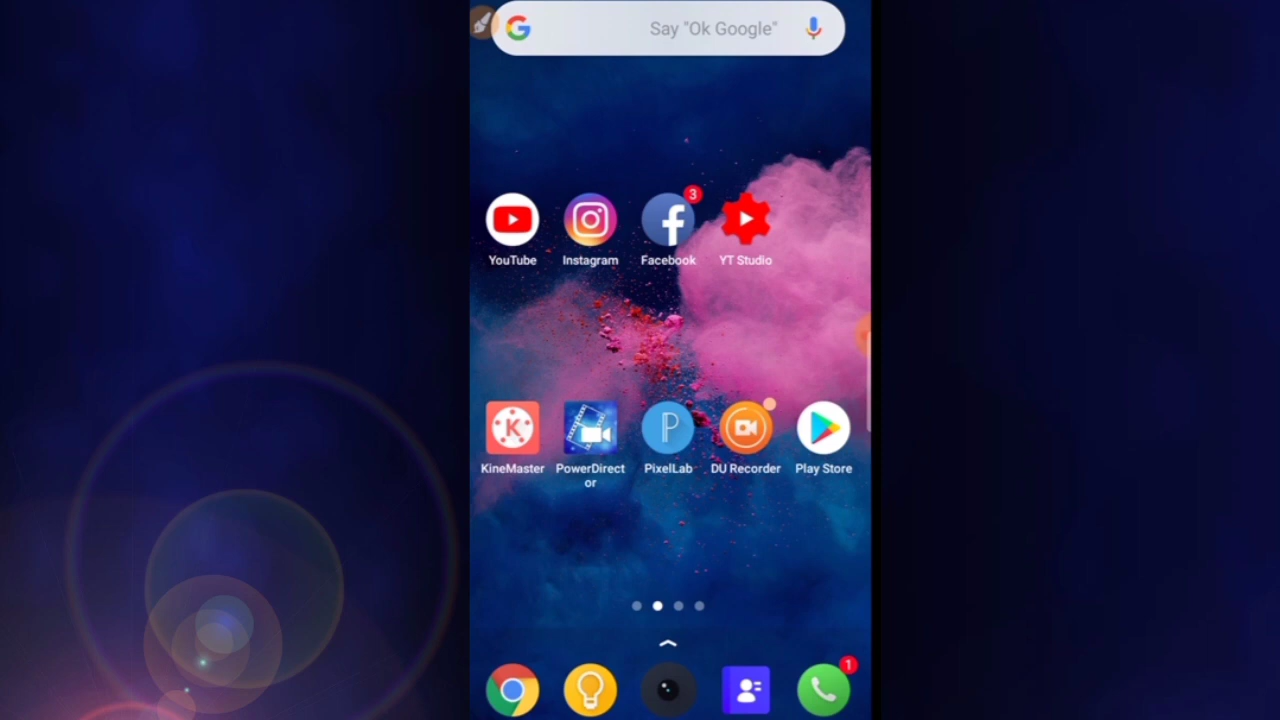 Say "Ok Google"
3
YouTube
Instagram
Facebook
YT Studio
KineMaster
PowerDirect
or
PixelLab
DU Recorder
Play Store
1